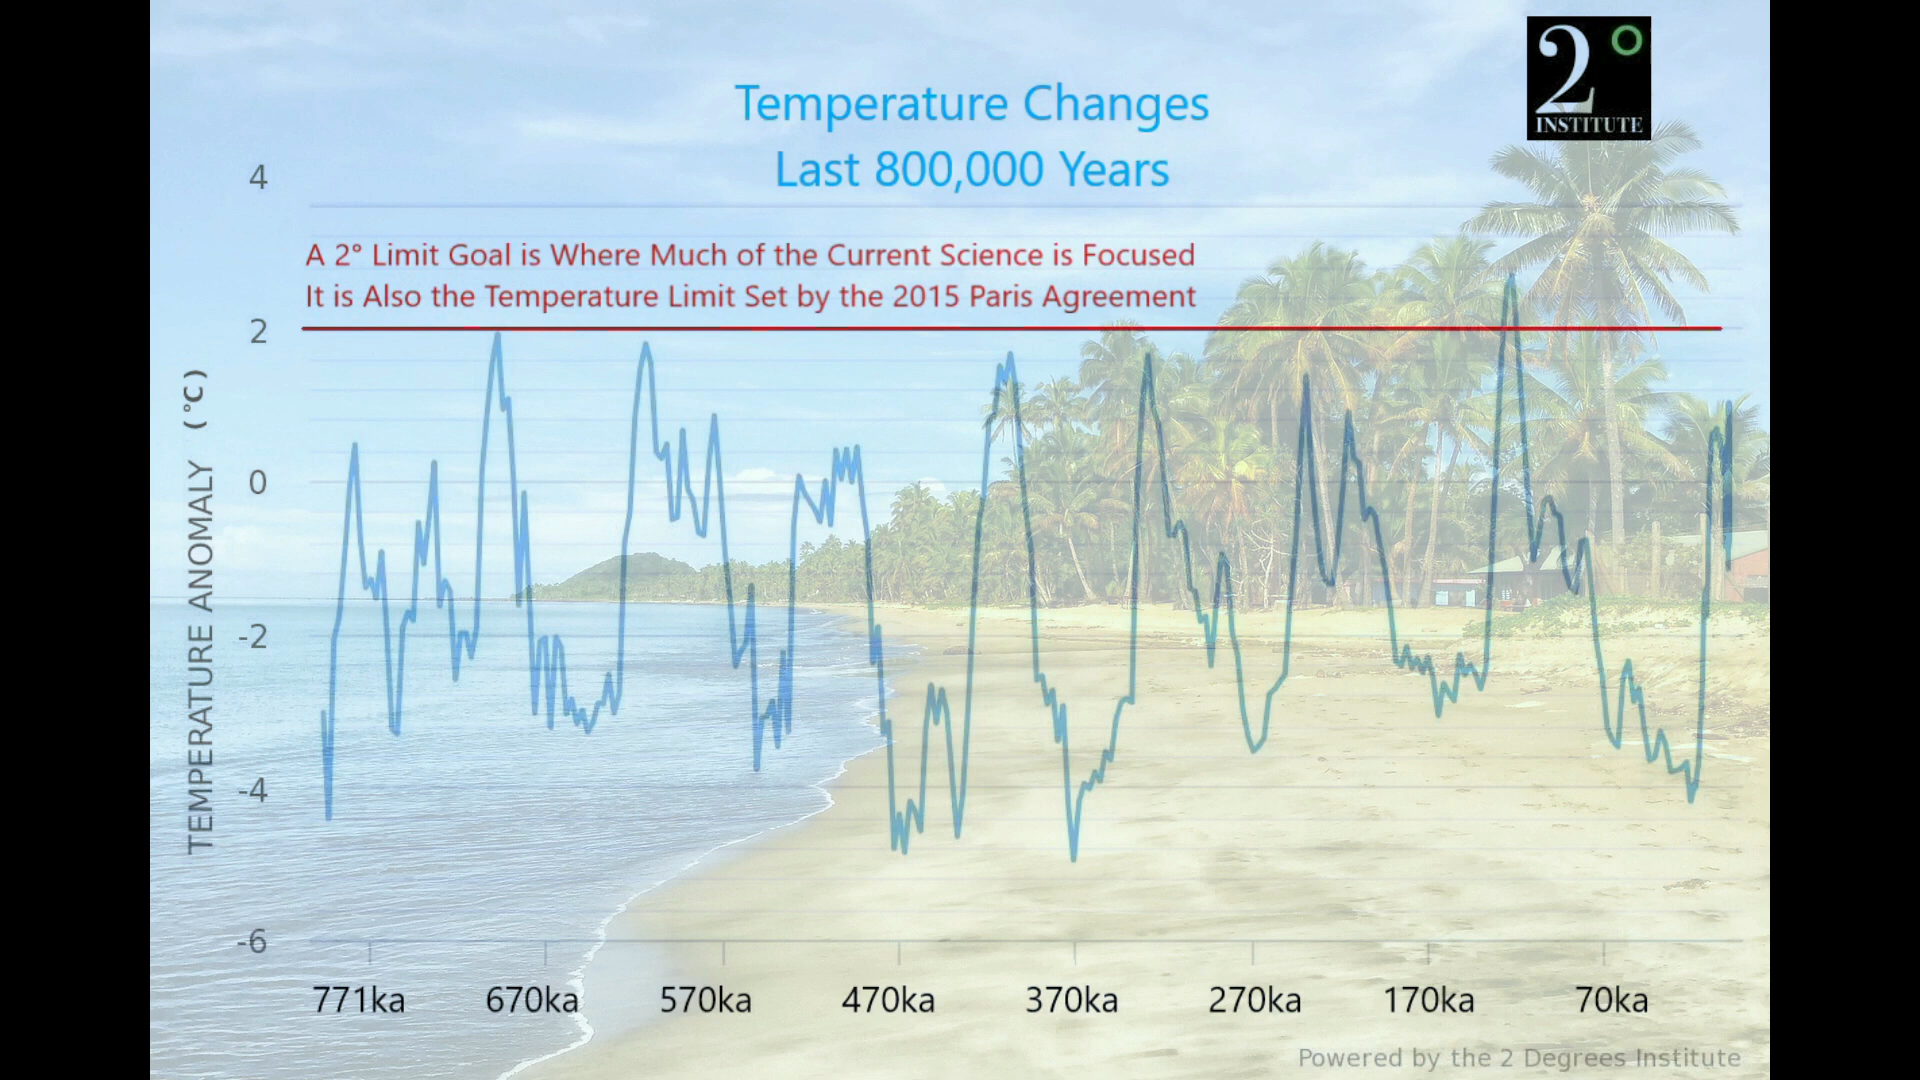 2°
INSTITUTE
Temperature Changes
Last 800,000 Years
A 2° Limit Goal is Where Much of the Current Science is Focused
It is Also the Temperature Limit Set by the 2015 Paris Agreement
TEMPERATURE ANOMALY (°C)
4
2
0
-2
-4
-6
771ka 670ka 570ka 470ka 370ka 270ka 170ka 70ka
Powered by the 2 Degrees Institute